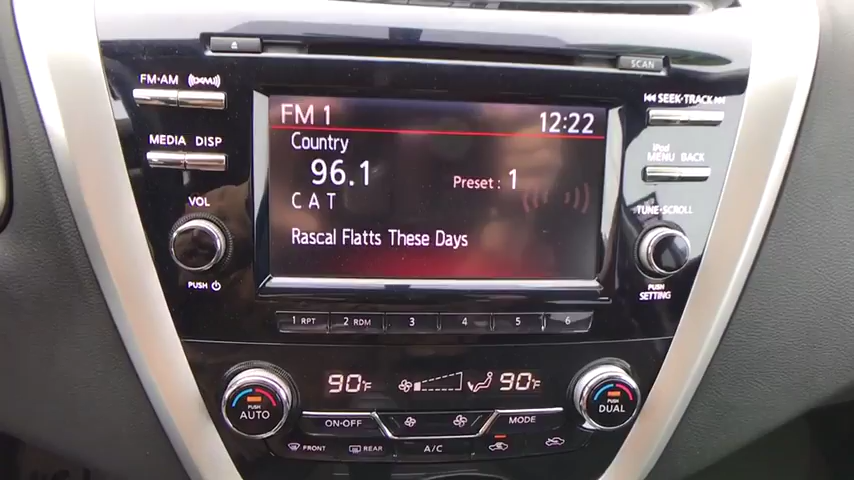 SCAN
FM·AM
SEEK·TRACK
FM 1
12:22
Country
MEDIA DISP
iPod
MENU BACK
96.1
Preset : 1
C A T
VOL
TUNE·SCROLL
Rascal Flatts These Days
PUSH
PUSH
SETTING
1 RPT 2 RDM 3 4 5 6
90°F
90°F
PUSH
AUTO
PUSH
DUAL
ON·OFF
MODE
FRONT
REAR
A/C